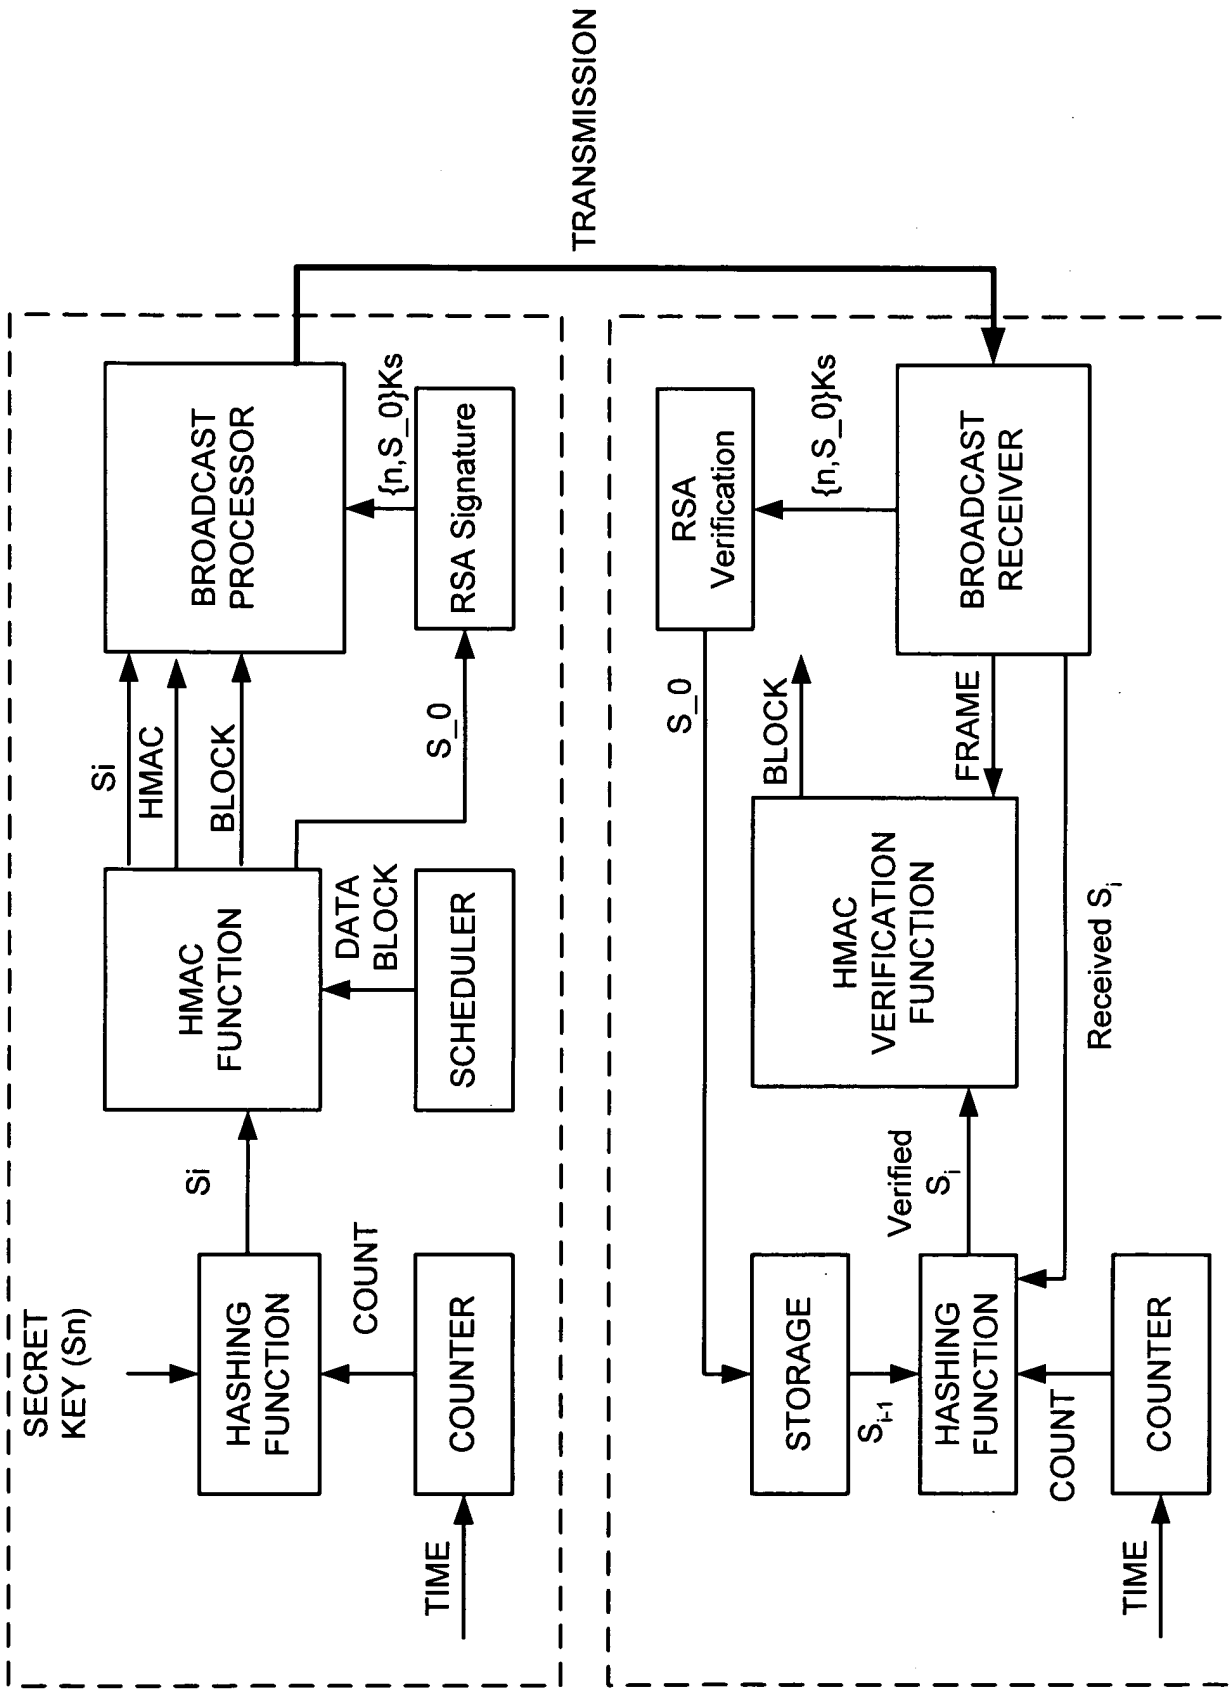 SECRET
KEY (Sn)
HASHING
FUNCTION
TIME
COUNTER
COUNT
Si
HMAC
FUNCTION
SCHEDULER
DATA
BLOCK
Si
HMAC
BLOCK
S_0
BROADCAST
PROCESSOR
{n,S_0}Ks
RSA Signature
TRANSMISSION
S_0
RSA
Verification
{n,S_0}Ks
BROADCAST
RECEIVER
BLOCK
FRAME
HMAC
VERIFICATION
FUNCTION
Received Si
Verified
Si
STORAGE
Si-1
HASHING
FUNCTION
COUNT
COUNTER
TIME